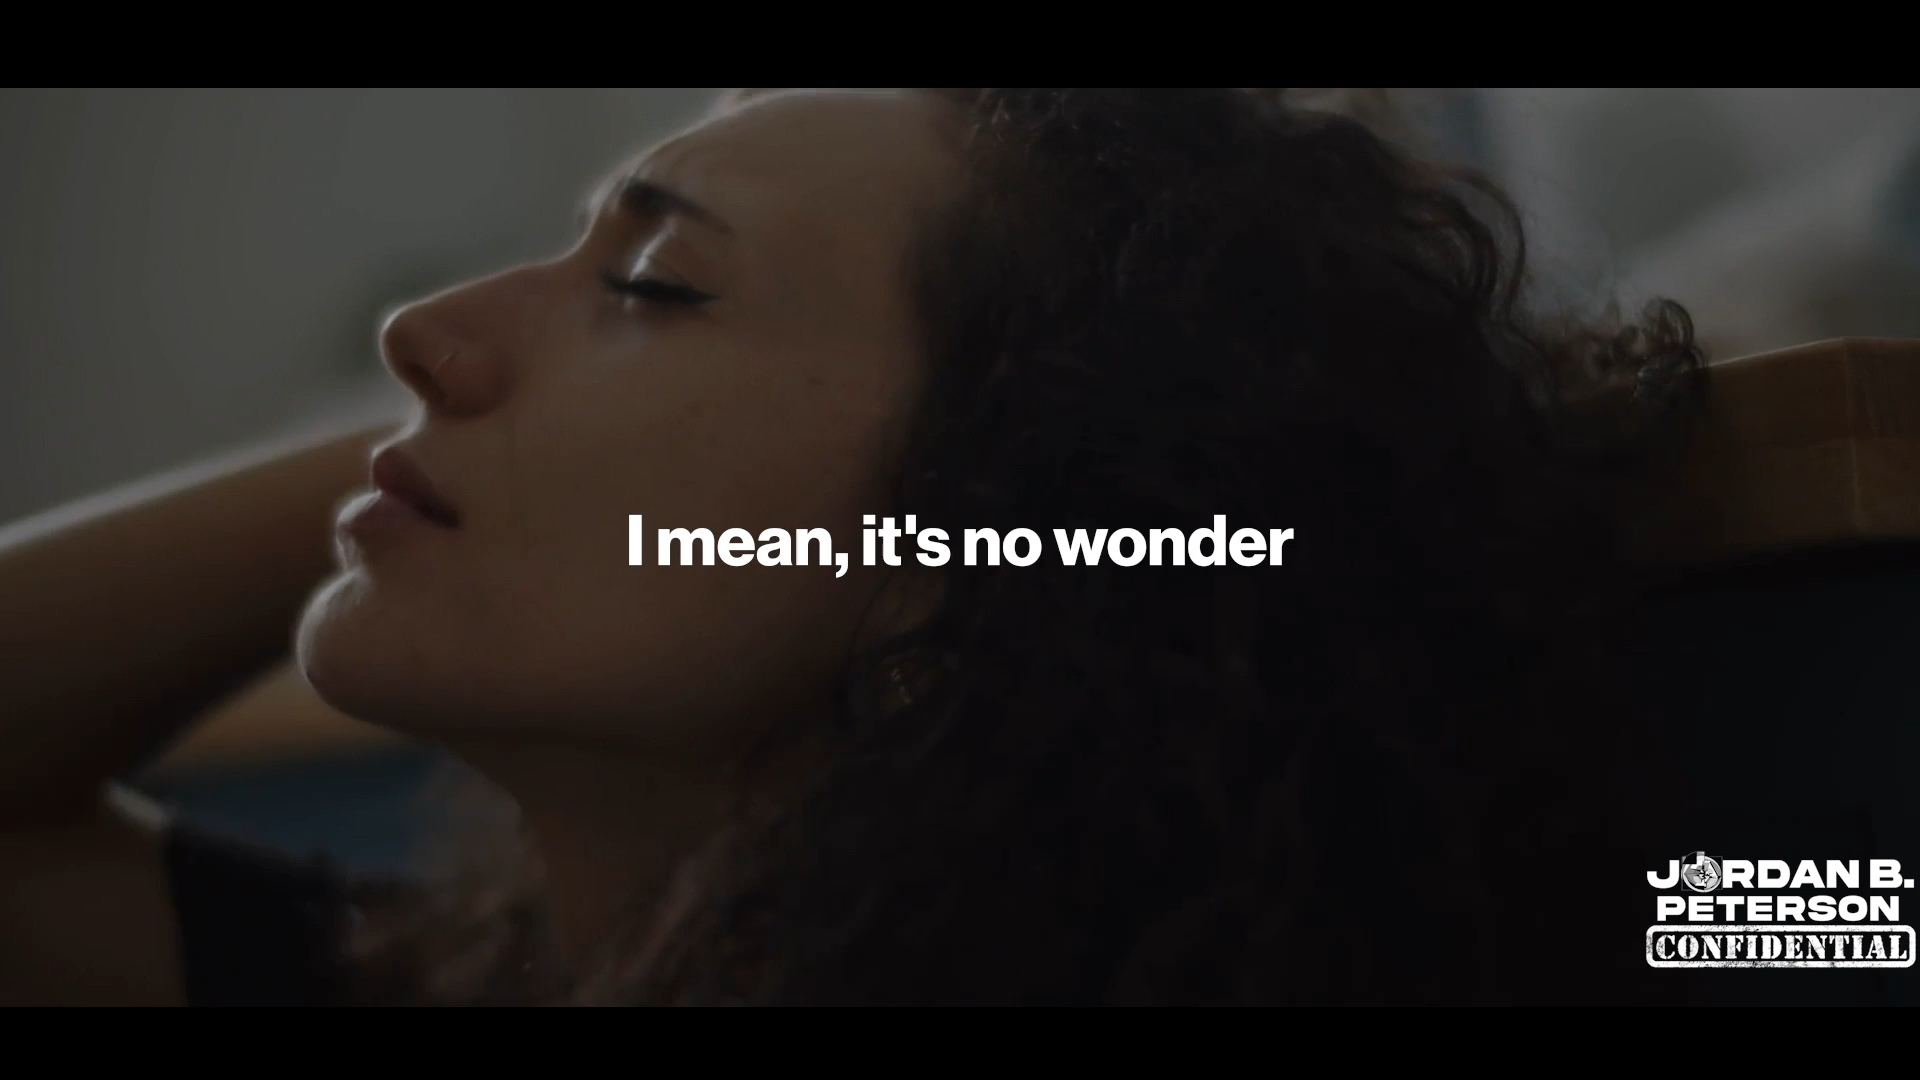 I mean, it's no wonder
JORDAN B.
PETERSON
CONFIDENTIAL